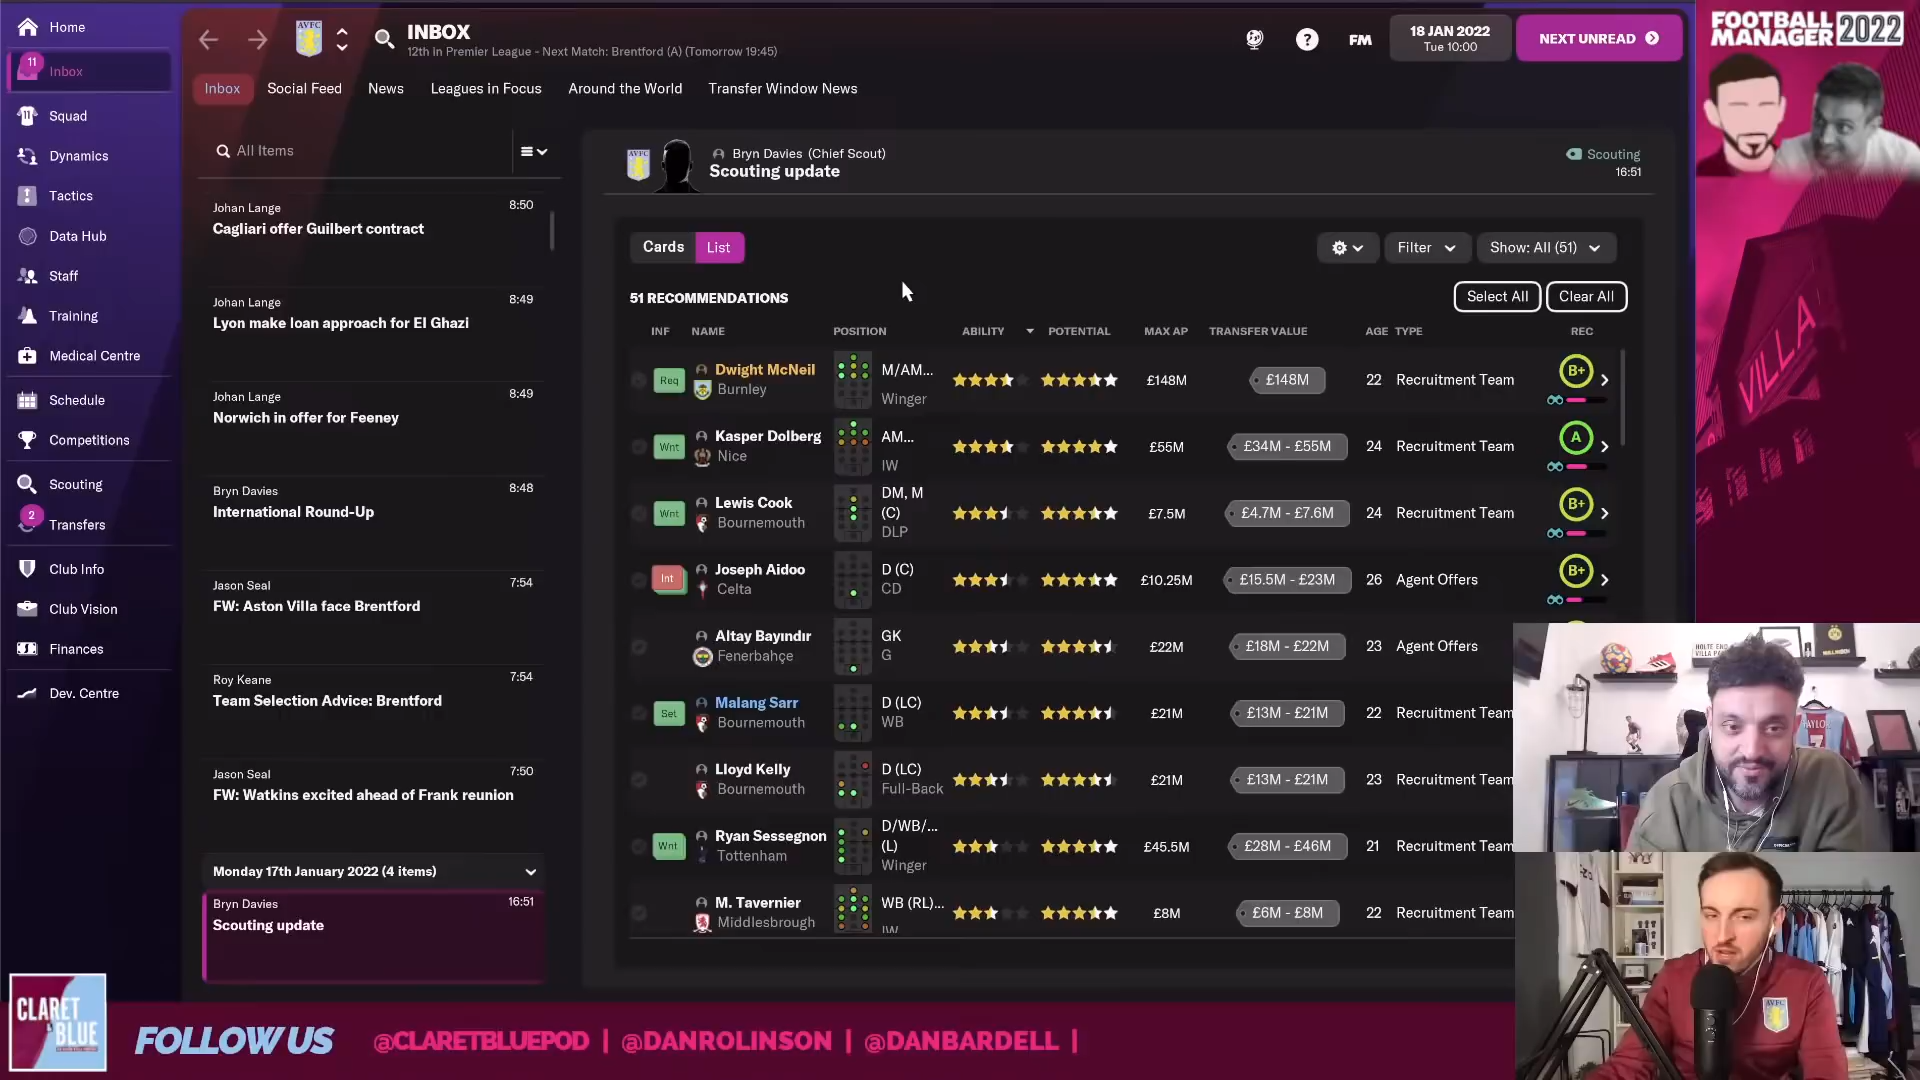 Home
11
Inbox
Squad
Dynamics
Tactics
Data Hub
Staff
Training
Medical Centre
Schedule
Competitions
Scouting
2
Transfers
Club Info
Club Vision
Finances
Dev. Centre
AVFC
INBOX
12th in Premier League - Next Match: Brentford (A) (Tomorrow 19:45)
?
FM
18 JAN 2022
Tue 10:00
NEXT UNREAD
Inbox
Social Feed
News
Leagues in Focus
Around the World
Transfer Window News
All Items
Johan Lange 8:50
Cagliari offer Guilbert contract
Johan Lange 8:49
Lyon make loan approach for El Ghazi
Johan Lange 8:49
Norwich in offer for Feeney
Bryn Davies 8:48
International Round-Up
Jason Seal 7:54
FW: Aston Villa face Brentford
Roy Keane 7:54
Team Selection Advice: Brentford
Jason Seal 7:50
FW: Watkins excited ahead of Frank reunion
Monday 17th January 2022 (4 items)
Bryn Davies 16:51
Scouting update
AVFC
Bryn Davies (Chief Scout)
Scouting update
Scouting
16:51
Cards List
Filter
Show: All (51)
51 RECOMMENDATIONS
Select All
Clear All
INF NAME POSITION ABILITY POTENTIAL MAX AP TRANSFER VALUE AGE TYPE REC
Req Dwight McNeil Burnley M/AM... Winger £148M £148M 22 Recruitment Team B+
Wnt Kasper Dolberg Nice AM... IW £55M £34M - £55M 24 Recruitment Team A
Wnt Lewis Cook Bournemouth DM, M (C) DLP £7.5M £4.7M - £7.6M 24 Recruitment Team B+
Int Joseph Aidoo Celta D (C) CD £10.25M £15.5M - £23M 26 Agent Offers B+
Altay Bayındır Fenerbahçe GK G £22M £18M - £22M 23 Agent Offers
Set Malang Sarr Bournemouth D (LC) WB £21M £13M - £21M 22 Recruitment Team
Lloyd Kelly Bournemouth D (LC) Full-Back £21M £13M - £21M 23 Recruitment Team
Wnt Ryan Sessegnon Tottenham D/WB/... (L) Winger £45.5M £28M - £46M 21 Recruitment Team
M. Tavernier Middlesbrough WB (RL)... IW £8M £6M - £8M 22 Recruitment Team
FOOTBALL
MANAGER 2022
VILLA
TAYLOR
7
AVFC
CLARET
& BLUE
FOLLOW US
@CLARETBLUEPOD | @DANROLINSON | @DANBARDELL |